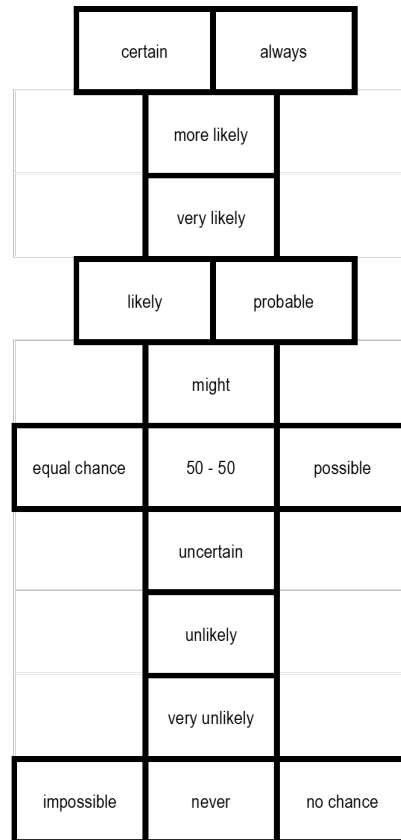 certain always
more likely
very likely
likely probable
might
equal chance 50 - 50 possible
uncertain
unlikely
very unlikely
impossible never no chance